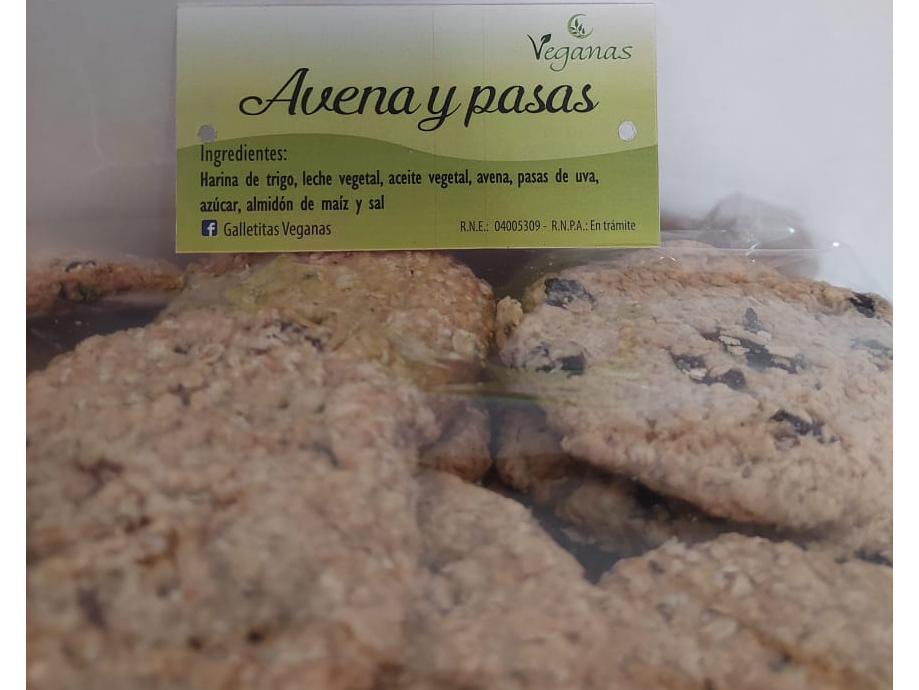 Veganas
Avena y pasas
Ingredientes:
Harina de trigo, leche vegetal, aceite vegetal, avena, pasas de uva,
azúcar, almidón de maíz y sal
Galletitas Veganas
R.N.E.: 04005309 - R.N.P.A.: En trámite